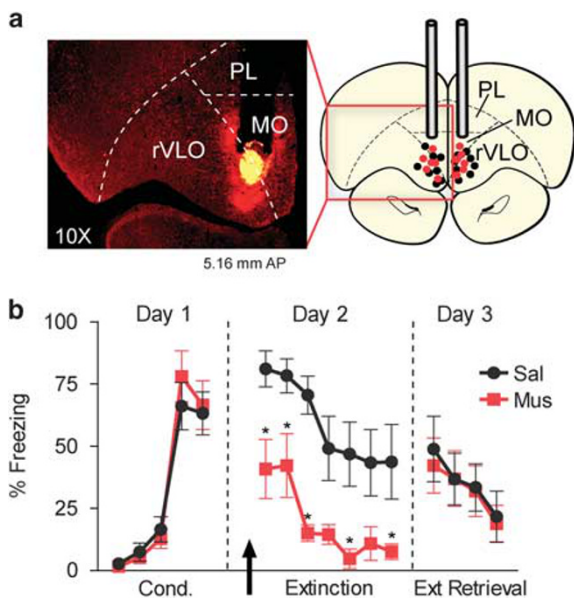 a
PL
MO
rVLO
10X
5.16 mm AP
PL
MO
rVLO
b
Day 1
Day 2
Day 3
100
75
50
25
0
% Freezing
Sal
Mus
* * * * *
Cond.
Extinction
Ext Retrieval